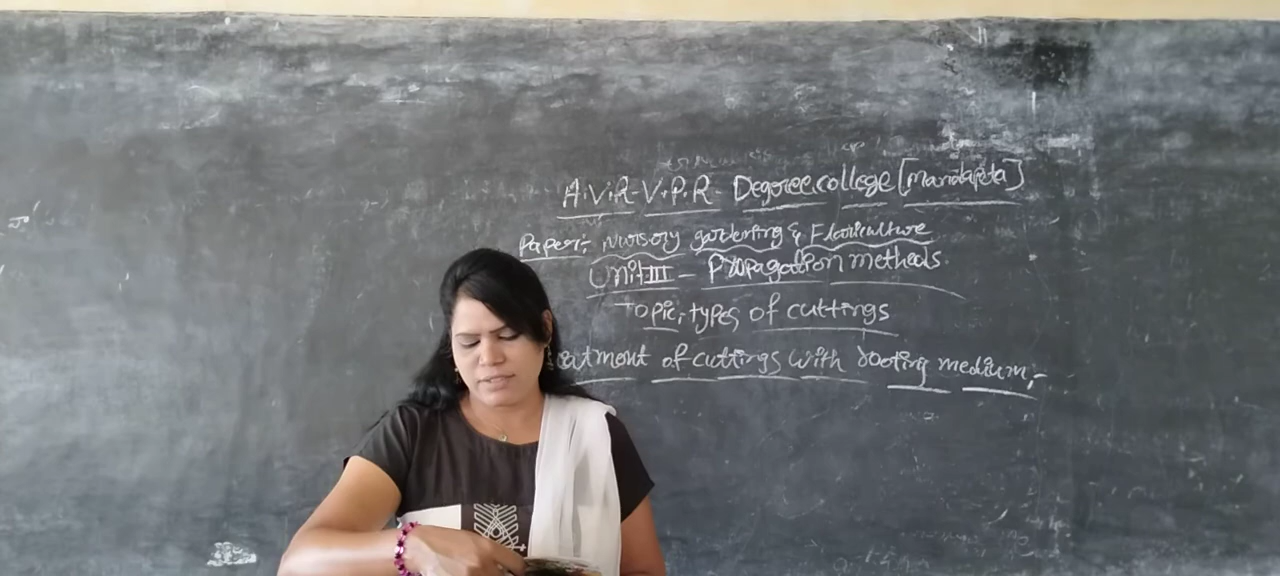 A.V.R-V.P.R- Degree college [Mandapeta]
Paper:- Nursory gardening & Floriculture
Unit III - Propagation methods
Topic:- types of cuttings
eatment of cuttings with rooting medium:-